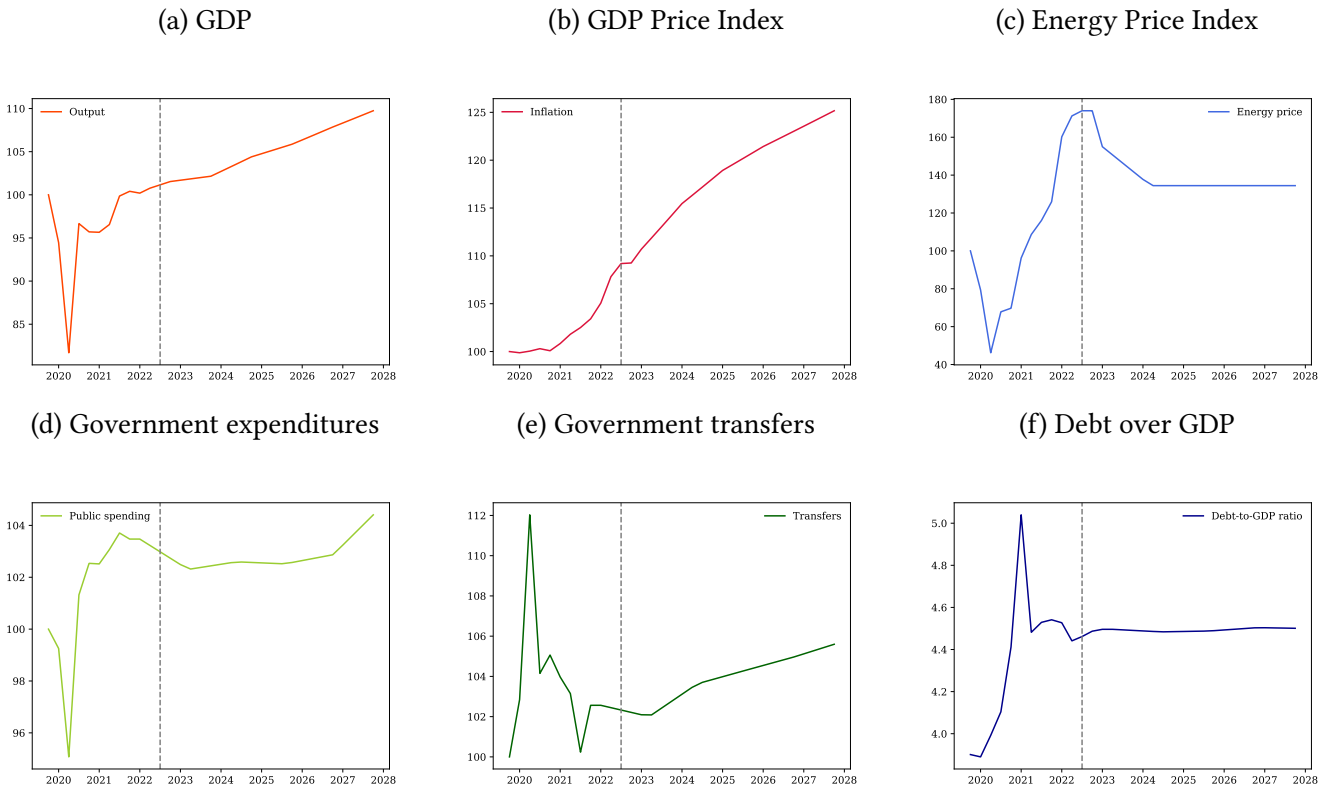 (a) GDP
(b) GDP Price Index
(c) Energy Price Index
Output
110
105
100
95
90
85
2020 2021 2022 2023 2024 2025 2026 2027 2028
Inflation
125
120
115
110
105
100
2020 2021 2022 2023 2024 2025 2026 2027 2028
Energy price
180
160
140
120
100
80
60
40
2020 2021 2022 2023 2024 2025 2026 2027 2028
(d) Government expenditures
(e) Government transfers
(f) Debt over GDP
Public spending
104
102
100
98
96
2020 2021 2022 2023 2024 2025 2026 2027 2028
Transfers
112
110
108
106
104
102
100
2020 2021 2022 2023 2024 2025 2026 2027 2028
Debt-to-GDP ratio
5.0
4.8
4.6
4.4
4.2
4.0
2020 2021 2022 2023 2024 2025 2026 2027 2028